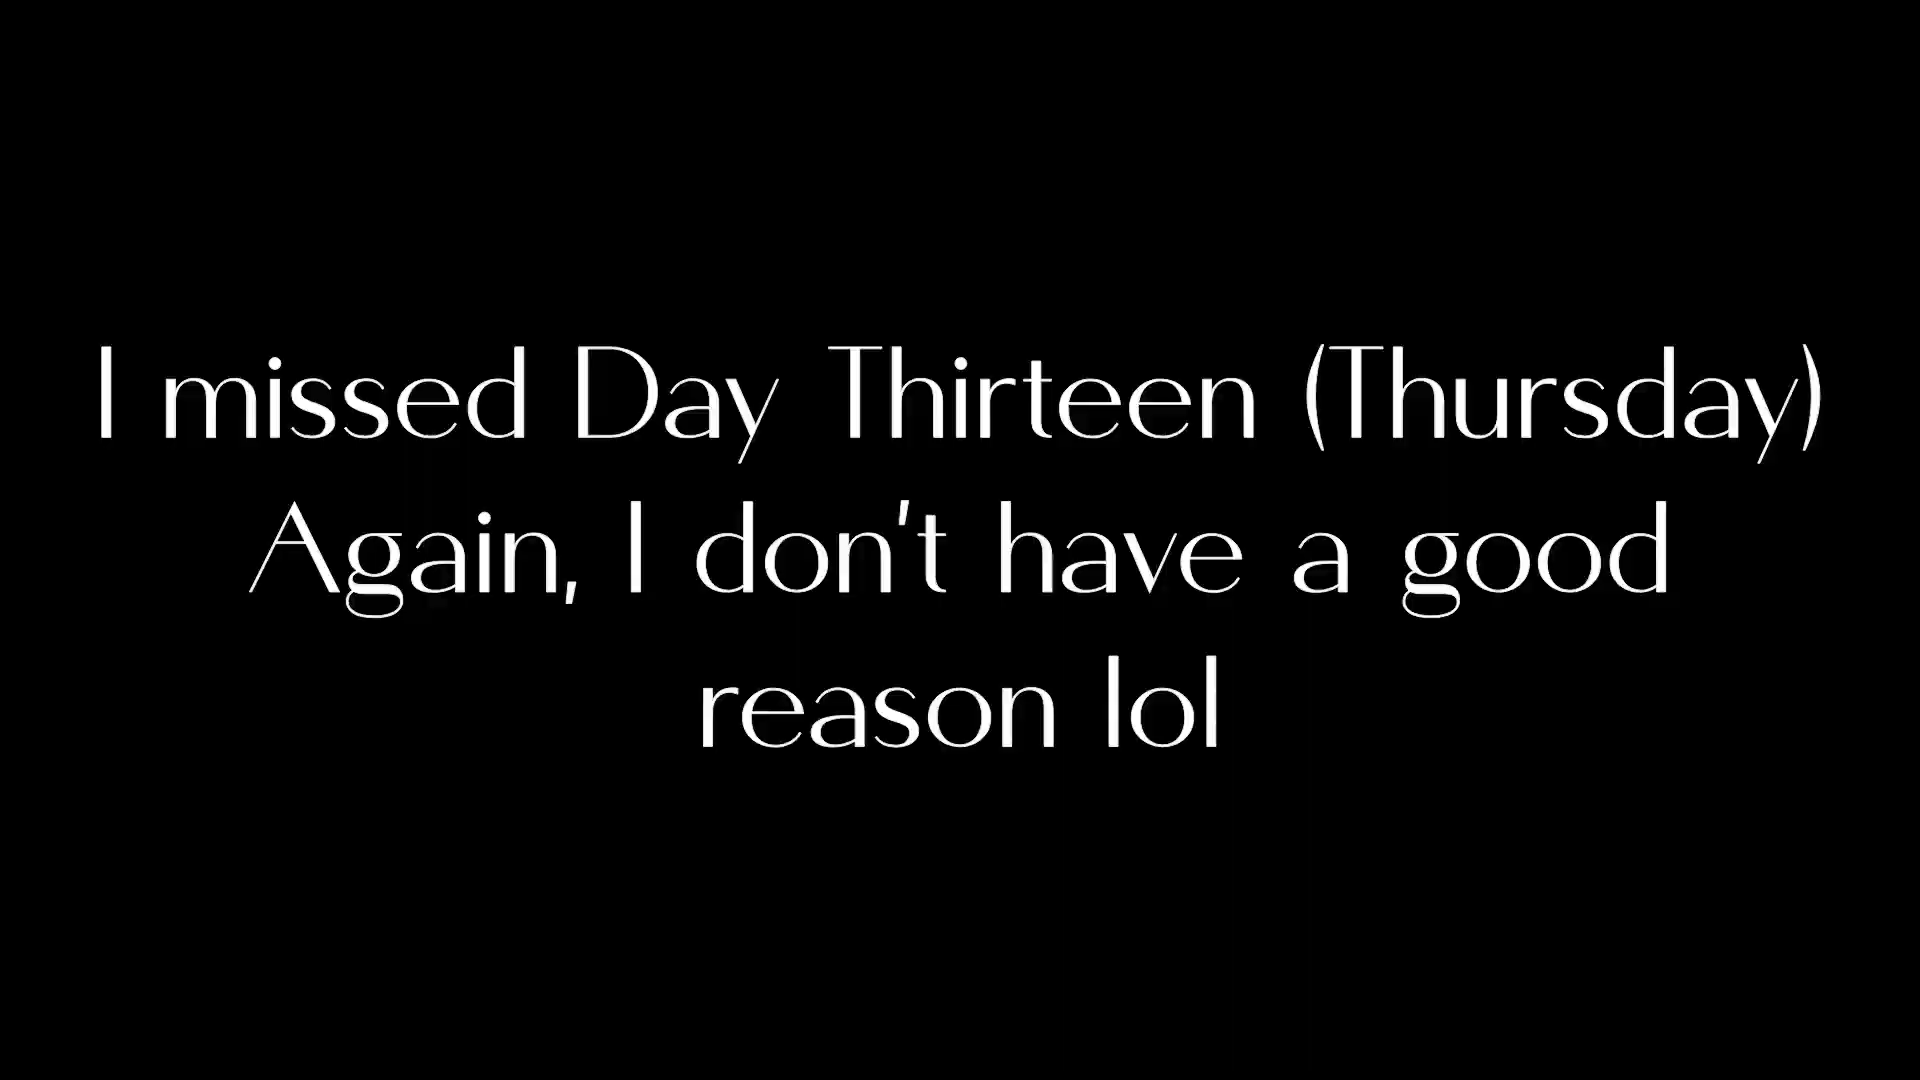 I missed Day Thirteen (Thursday)
Again, I don't have a good
reason lol